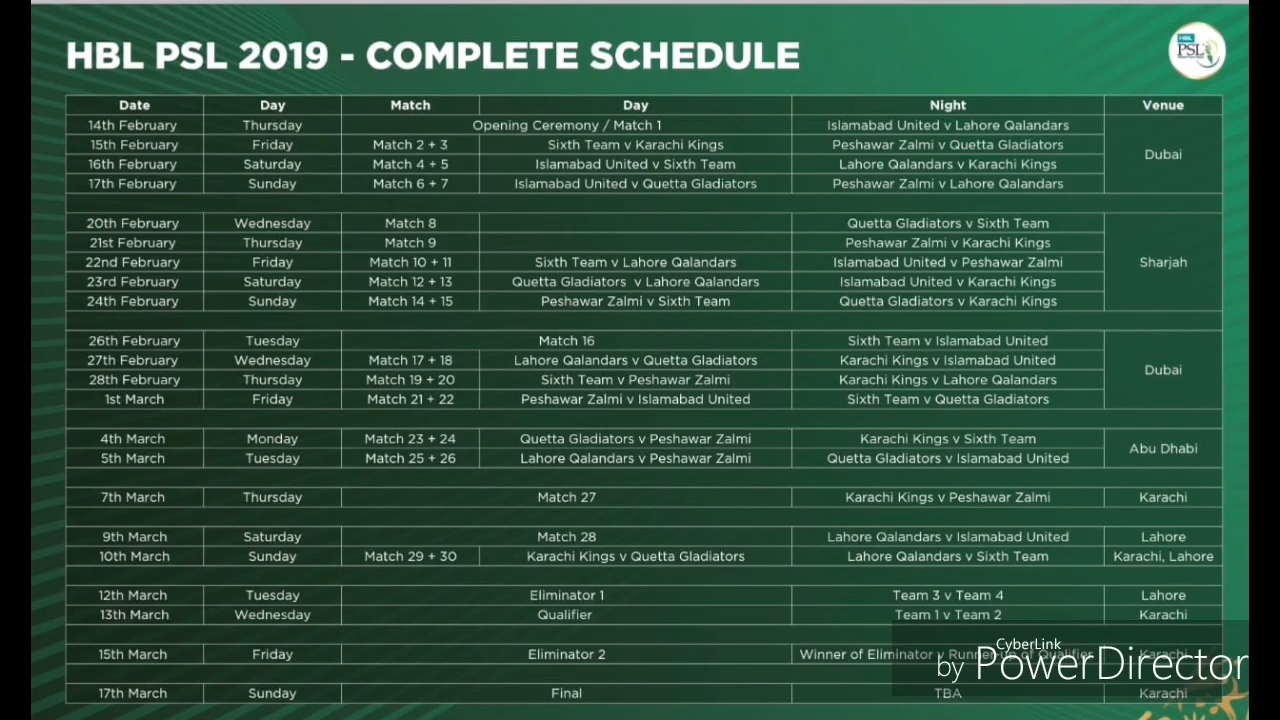 HBL PSL 2019 - COMPLETE SCHEDULE
HBL
PSL
Date Day Match Day Night Venue
14th February Thursday Opening Ceremony / Match 1 Islamabad United v Lahore Qalandars
15th February Friday Match 2 + 3 Sixth Team v Karachi Kings Peshawar Zalmi v Quetta Gladiators
Dubai
16th February Saturday Match 4 + 5 Islamabad United v Sixth Team Lahore Qalandars v Karachi Kings
17th February Sunday Match 6 + 7 Islamabad United v Quetta Gladiators Peshawar Zalmi v Lahore Qalandars
20th February Wednesday Match 8 Quetta Gladiators v Sixth Team
21st February Thursday Match 9 Peshawar Zalmi v Karachi Kings
22nd February Friday Match 10 + 11 Sixth Team v Lahore Qalandars Islamabad United v Peshawar Zalmi Sharjah
23rd February Saturday Match 12 + 13 Quetta Gladiators v Lahore Qalandars Islamabad United v Karachi Kings
24th February Sunday Match 14 + 15 Peshawar Zalmi v Sixth Team Quetta Gladiators v Karachi Kings
26th February Tuesday Match 16 Sixth Team v Islamabad United
27th February Wednesday Match 17 + 18 Lahore Qalandars v Quetta Gladiators Karachi Kings v Islamabad United
Dubai
28th February Thursday Match 19 + 20 Sixth Team v Peshawar Zalmi Karachi Kings v Lahore Qalandars
1st March Friday Match 21 + 22 Peshawar Zalmi v Islamabad United Sixth Team v Quetta Gladiators
4th March Monday Match 23 + 24 Quetta Gladiators v Peshawar Zalmi Karachi Kings v Sixth Team
Abu Dhabi
5th March Tuesday Match 25 + 26 Lahore Qalandars v Peshawar Zalmi Quetta Gladiators v Islamabad United
7th March Thursday Match 27 Karachi Kings v Peshawar Zalmi Karachi
9th March Saturday Match 28 Lahore Qalandars v Islamabad United Lahore
10th March Sunday Match 29 + 30 Karachi Kings v Quetta Gladiators Lahore Qalandars v Sixth Team Karachi, Lahore
12th March Tuesday Eliminator 1 Team 3 v Team 4 Lahore
13th March Wednesday Qualifier Team 1 v Team 2 Karachi
15th March Friday Eliminator 2 Winner of Eliminator v Runner-up of Qualifier Karachi
CyberLink
by PowerDirector
17th March Sunday Final TBA Karachi